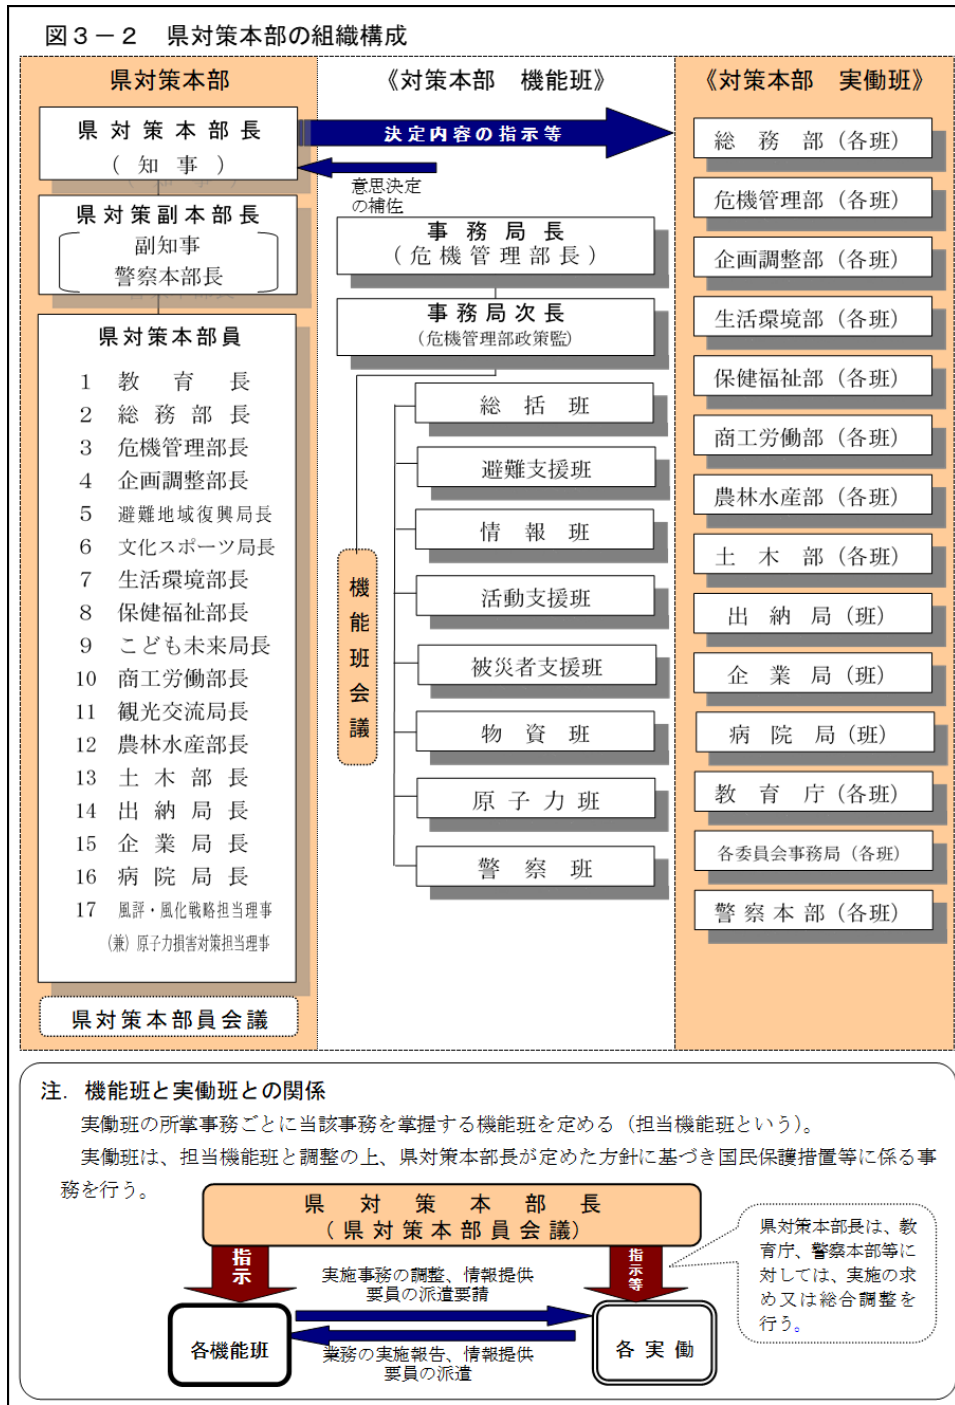 図3－2　県対策本部の組織構成
県対策本部
県対策本部長
（知事）
県対策副本部長
副知事
警察本部長
県対策本部員
1　教育長
2　総務部長
3　危機管理部長
4　企画調整部長
5　避難地域復興局長
6　文化スポーツ局長
7　生活環境部長
8　保健福祉部長
9　こども未来局長
10　商工労働部長
11　観光交流局長
12　農林水産部長
13　土木部長
14　出納局長
15　企業局長
16　病院局長
17　風評・風化戦略担当理事
（兼）原子力損害対策担当理事
県対策本部員会議
《対策本部　機能班》
決定内容の指示等
意思決定
の補佐
事務局長
（危機管理部長）
事務局次長
（危機管理部政策監）
機能班会議
総括班
避難支援班
情報班
活動支援班
被災者支援班
物資班
原子力班
警察班
《対策本部　実働班》
総務部（各班）
危機管理部（各班）
企画調整部（各班）
生活環境部（各班）
保健福祉部（各班）
商工労働部（各班）
農林水産部（各班）
土木部（各班）
出納局（班）
企業局（班）
病院局（班）
教育庁（各班）
各委員会事務局（各班）
警察本部（各班）
注．機能班と実働班との関係
実働班の所掌事務ごとに当該事務を掌握する機能班を定める（担当機能班という）。
実働班は、担当機能班と調整の上、県対策本部長が定めた方針に基づき国民保護措置等に係る事
務を行う。
県対策本部長
（県対策本部員会議）
指示
指示等
実施事務の調整、情報提供
要員の派遣要請
各機能班
各実働
業務の実施報告、情報提供
要員の派遣
県対策本部長は、教
育庁、警察本部等に
対しては、実施の求
め又は総合調整を
行う。